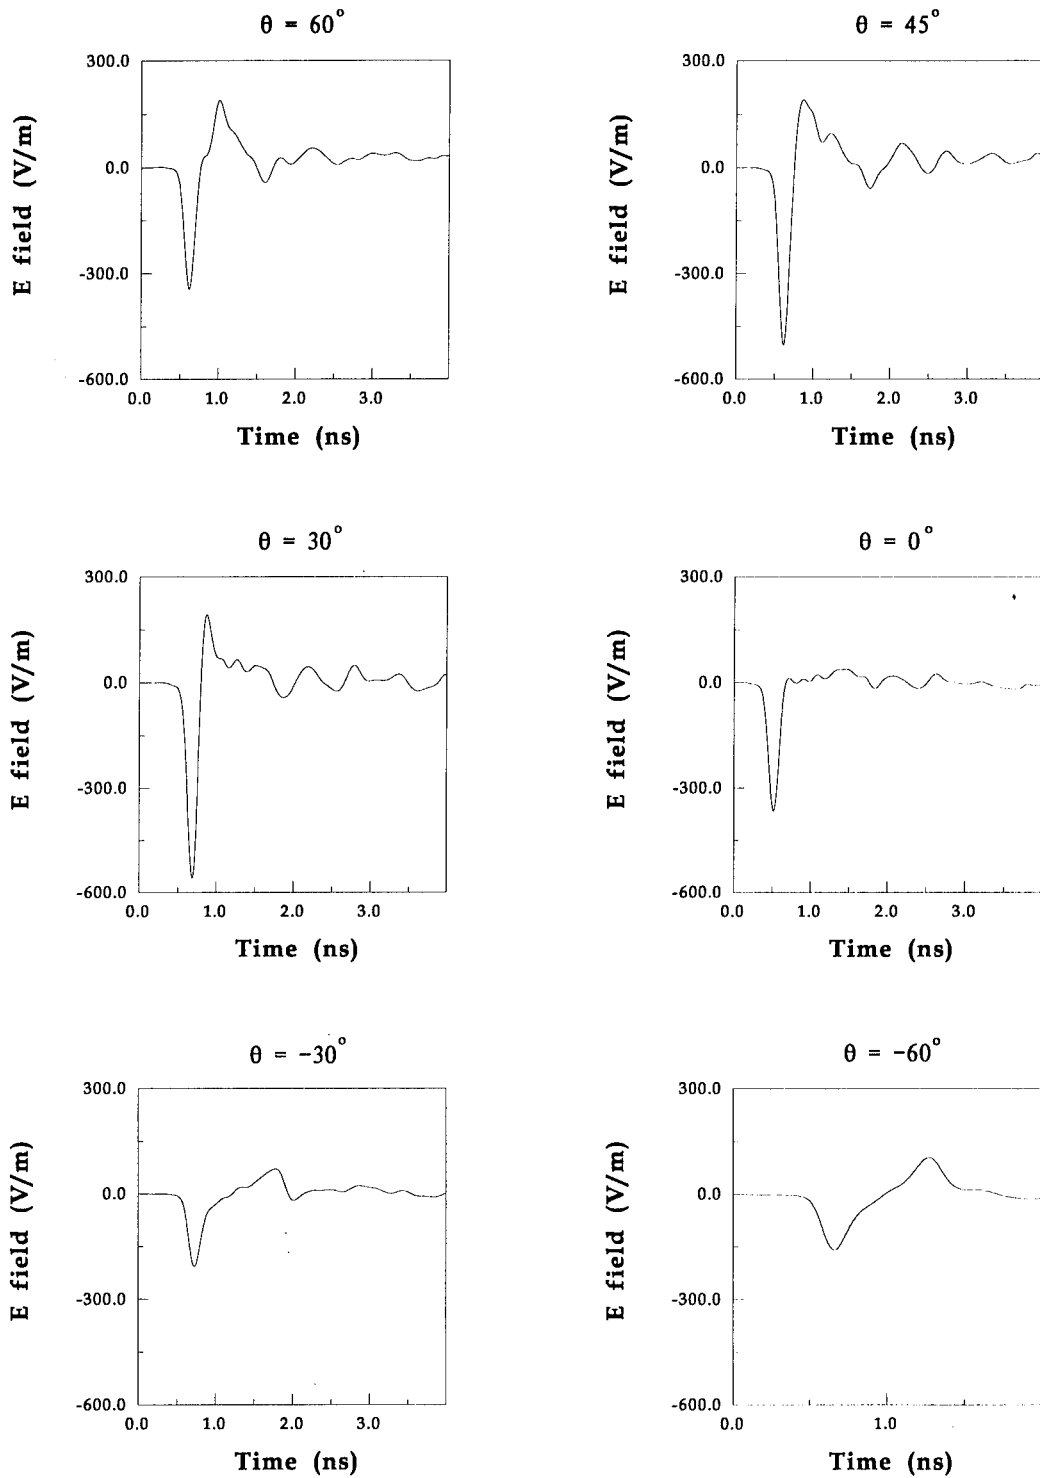 θ = 60°
300.0
0.0
-300.0
-600.0
E field (V/m)
0.0 1.0 2.0 3.0
Time (ns)
θ = 45°
300.0
0.0
-300.0
-600.0
E field (V/m)
0.0 1.0 2.0 3.0
Time (ns)
θ = 30°
300.0
0.0
-300.0
-600.0
E field (V/m)
0.0 1.0 2.0 3.0
Time (ns)
θ = 0°
300.0
0.0
-300.0
-600.0
E field (V/m)
0.0 1.0 2.0 3.0
Time (ns)
θ = -30°
300.0
0.0
-300.0
-600.0
E field (V/m)
0.0 1.0 2.0 3.0
Time (ns)
θ = -60°
300.0
0.0
-300.0
-600.0
E field (V/m)
0.0 1.0
Time (ns)